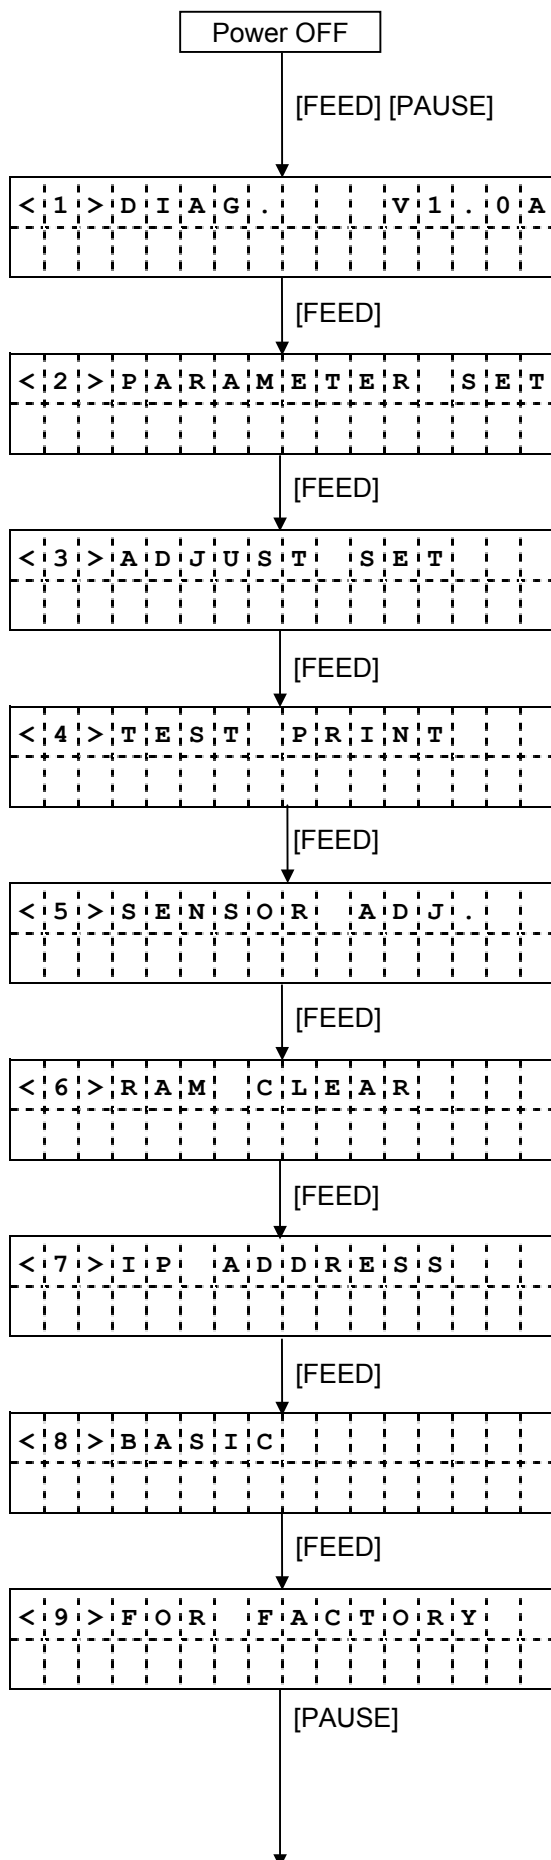 Power OFF
[FEED] [PAUSE]
<1>DIAG.   V1.0A
[FEED]
<2>PARAMETER SET
[FEED]
<3>ADJUST SET
[FEED]
<4>TEST PRINT
[FEED]
<5>SENSOR ADJ.
[FEED]
<6>RAM CLEAR
[FEED]
<7>IP ADDRESS
[FEED]
<8>BASIC
[FEED]
<9>FOR FACTORY
[PAUSE]